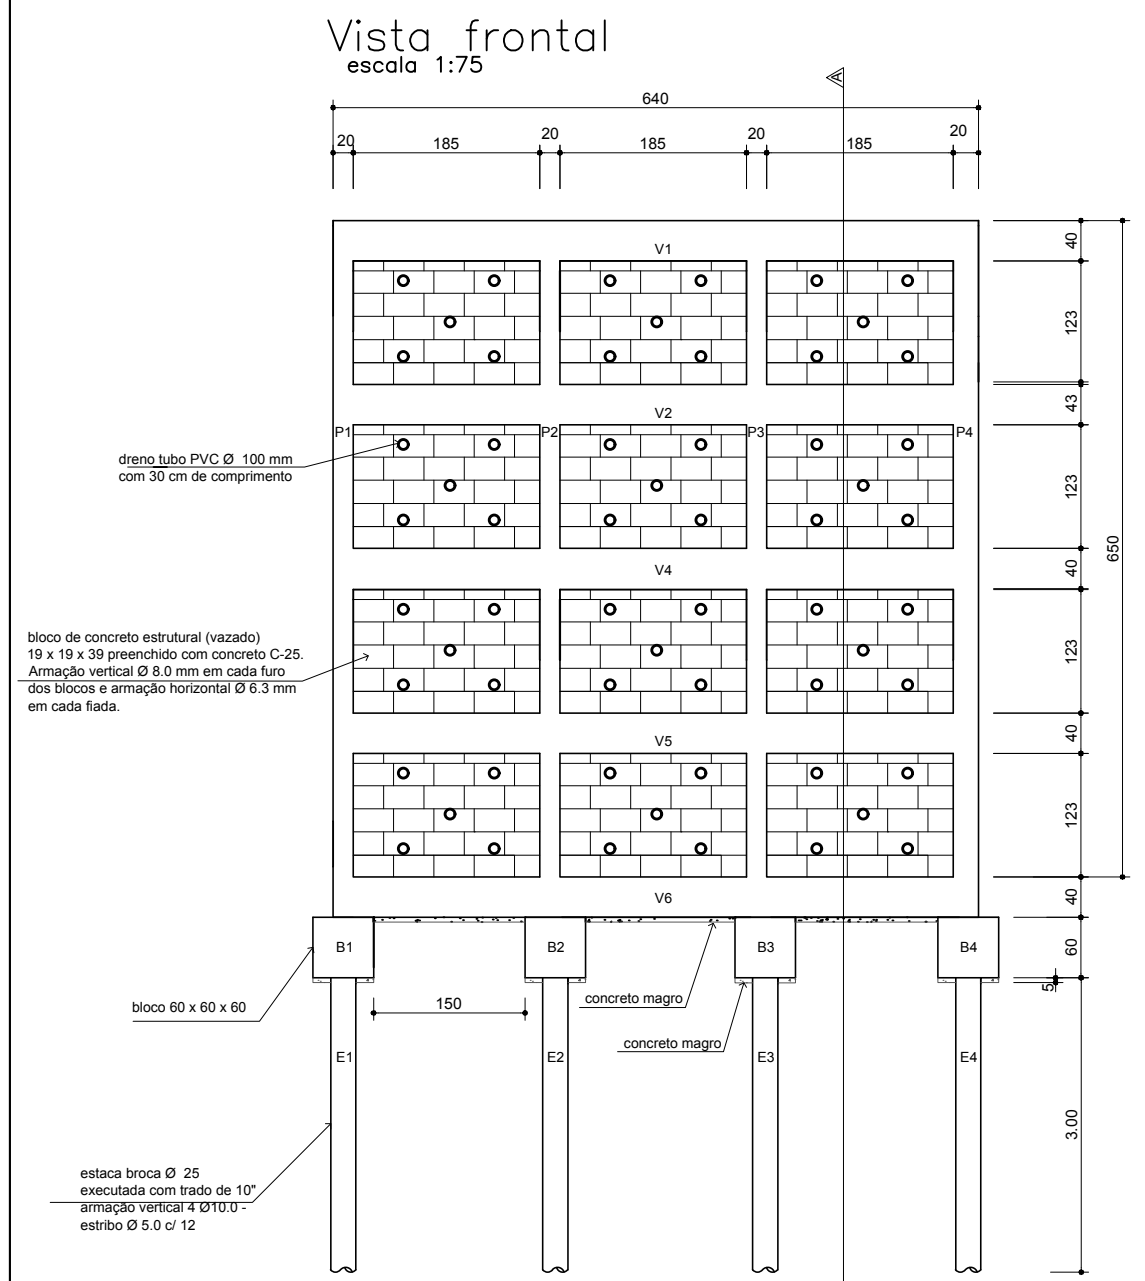 Vista frontal
escala 1:75
A
640
20
185
20
185
20
185
20
V1
40
123
43
V2
P1
P2
P3
P4
dreno tubo PVC Ø 100 mm
com 30 cm de comprimento
123
650
40
V4
bloco de concreto estrutural (vazado)
19 x 19 x 39 preenchido com concreto C-25.
Armação vertical Ø 8.0 mm em cada furo
dos blocos e armação horizontal Ø 6.3 mm
em cada fiada.
123
40
V5
123
V6
40
B1
B2
B3
B4
60
5
bloco 60 x 60 x 60
150
concreto magro
concreto magro
E1
E2
E3
E4
3.00
estaca broca Ø 25
executada com trado de 10"
armação vertical 4 Ø10.0 -
estribo Ø 5.0 c/ 12